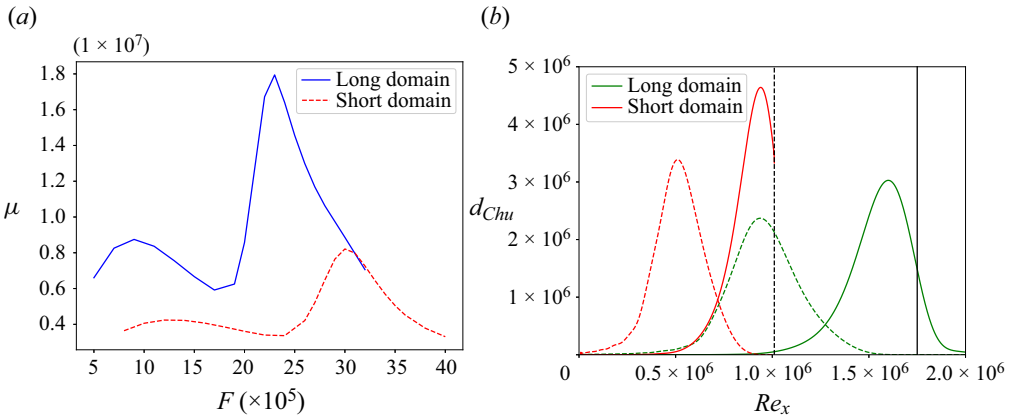 (a)
(1 × 10⁷)
1.8
1.6
1.4
1.2
1.0
0.8
0.6
0.4
μ
Long domain
Short domain
5 10 15 20 25 30 35 40
F (×10⁵)
(b)
5 × 10⁶
4 × 10⁶
3 × 10⁶
2 × 10⁶
1 × 10⁶
d_Chu
Long domain
Short domain
0 0.5 × 10⁶ 1.0 × 10⁶ 1.5 × 10⁶ 2.0 × 10⁶
Re_x